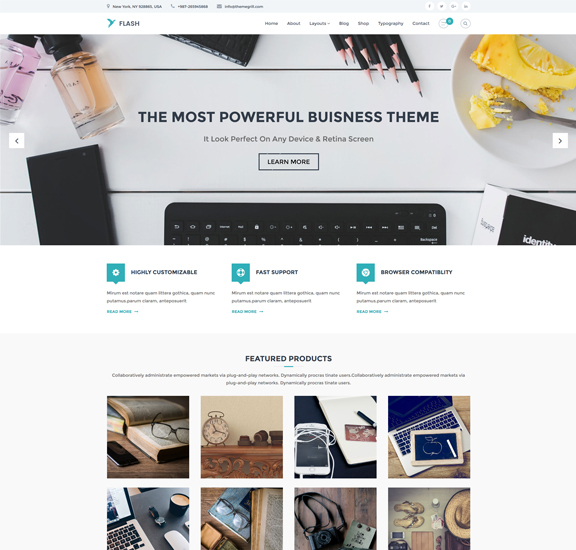 New York, NY 928883, USA
+987-265940858
info@themegrill.com
FLASH
Home About Layouts Blog Shop Typography Contact
0
THE MOST POWERFUL BUISNESS THEME
It Look Perfect On Any Device & Retina Screen
LEARN MORE
identity
HIGHLY CUSTOMIZABLE
Mirum est notare quam littera gothica, quam nunc
putamus parum claram, anteposuerit
READ MORE →
FAST SUPPORT
Mirum est notare quam littera gothica, quam nunc
putamus parum claram, anteposuerit
READ MORE →
BROWSER COMPATIBLITY
Mirum est notare quam littera gothica, quam nunc
putamus parum claram, anteposuerit
READ MORE →
FEATURED PRODUCTS
Collaboratively administrate empowered markets via plug-and-play networks. Dynamically procras tinate users.Collaboratively administrate empowered markets via
plug-and-play networks. Dynamically procras tinate users.